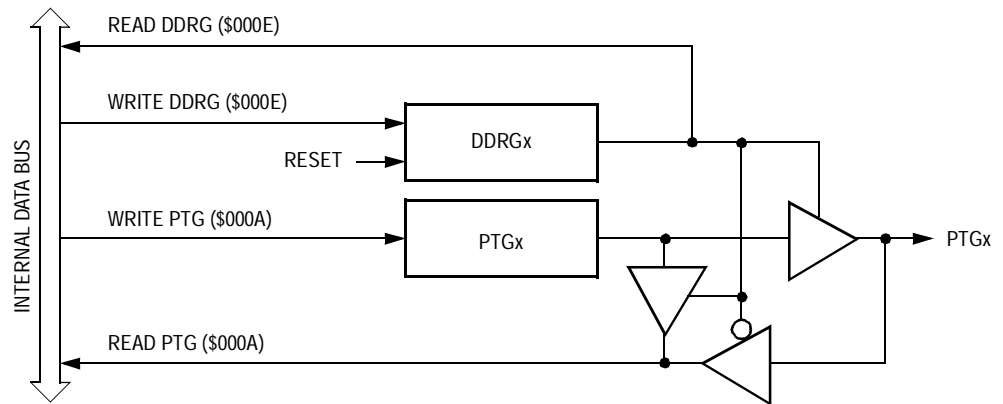 READ DDRG ($000E)
WRITE DDRG ($000E)
DDRGx
RESET
INTERNAL DATA BUS
WRITE PTG ($000A)
PTGx
PTGx
READ PTG ($000A)